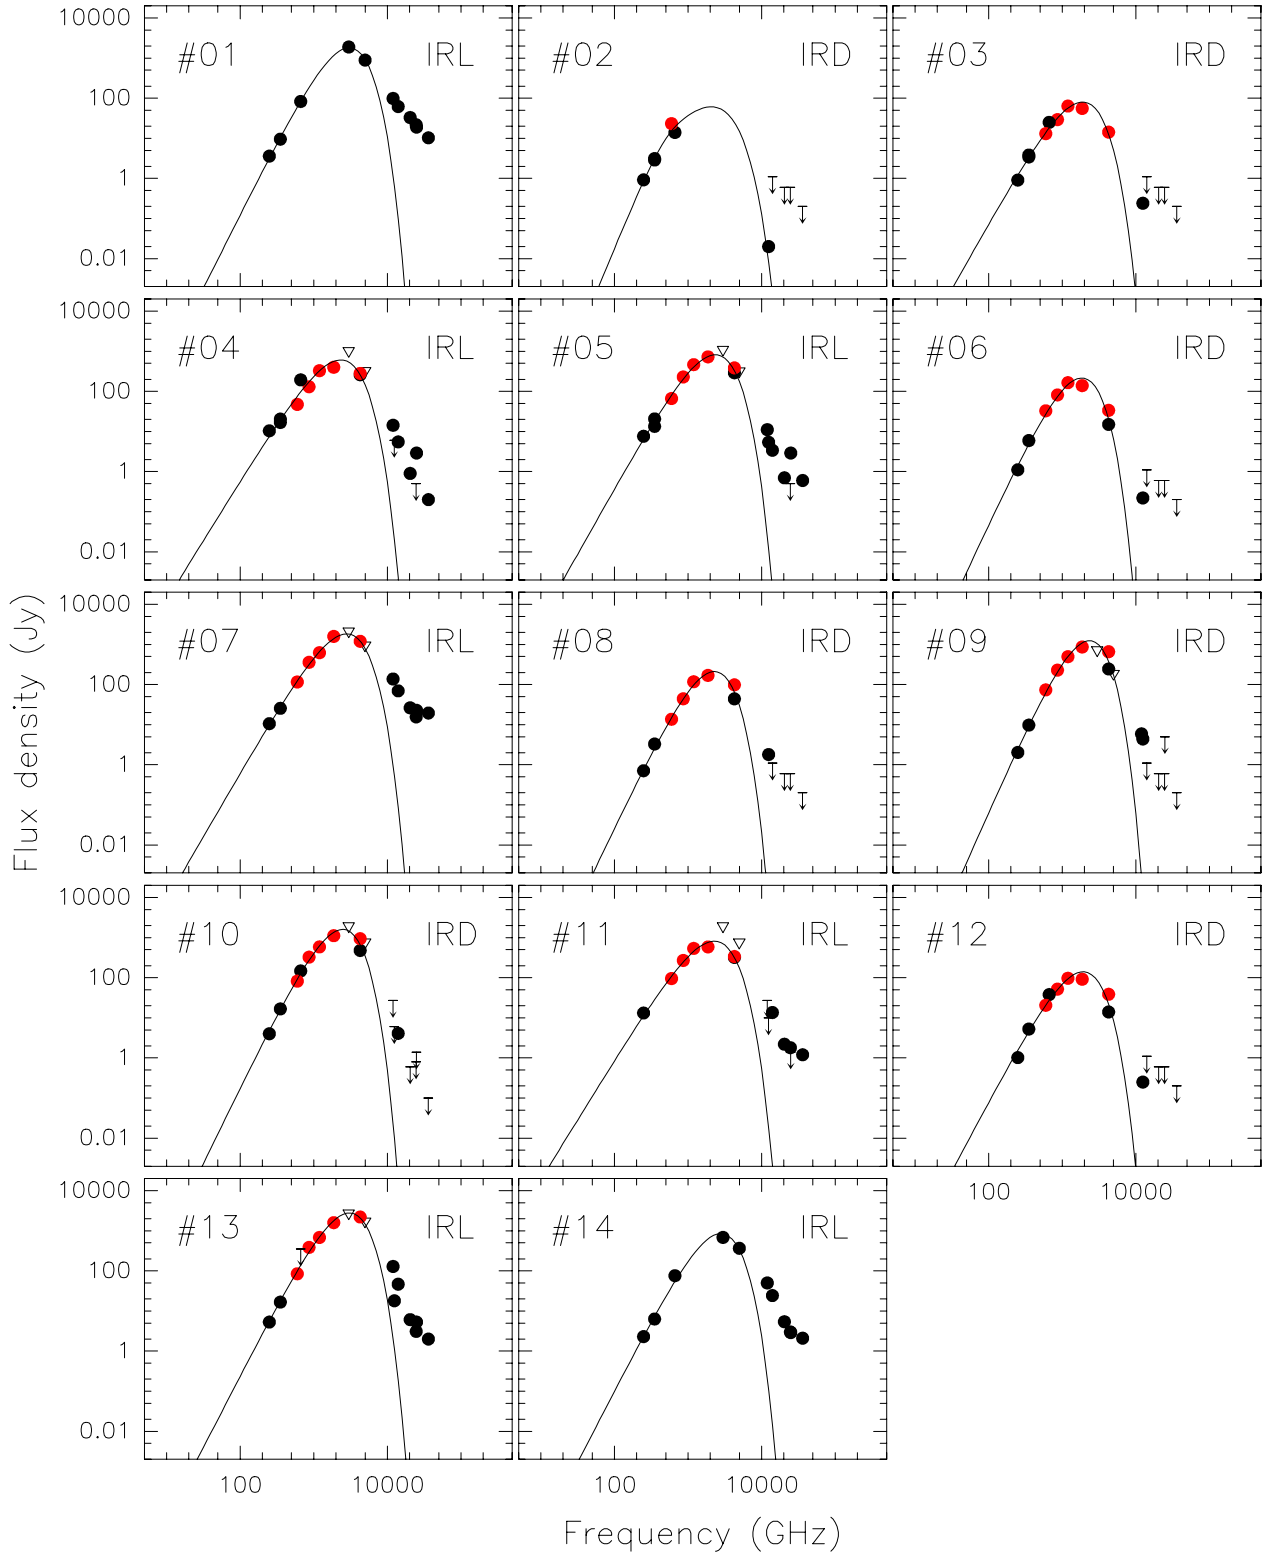 10000
100
1
0.01
#01 IRL
#02 IRD
#03 IRD
10000
100
1
0.01
#04 IRL
#05 IRL
#06 IRD
10000
100
1
0.01
#07 IRL
#08 IRD
#09 IRD
10000
100
1
0.01
#10 IRD
#11 IRL
#12 IRD
100 10000
10000
100
1
0.01
#13 IRL
#14 IRL
100 10000
100 10000
Flux density (Jy)
Frequency (GHz)